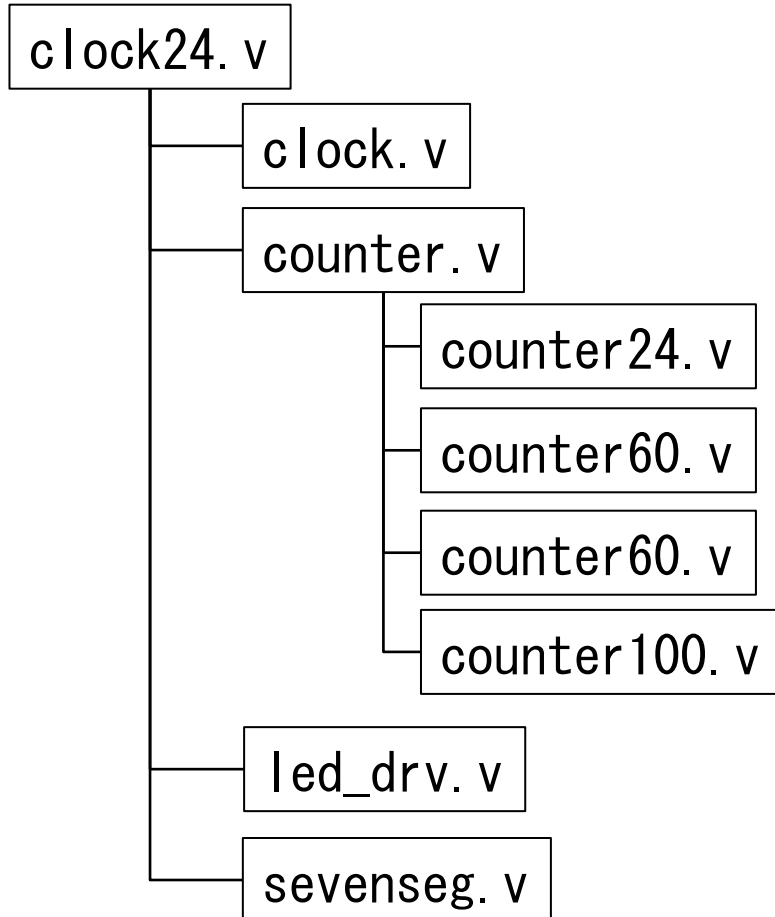 clock24.v
clock.v
counter.v
counter24.v
counter60.v
counter60.v
counter100.v
led_drv.v
sevenseg.v